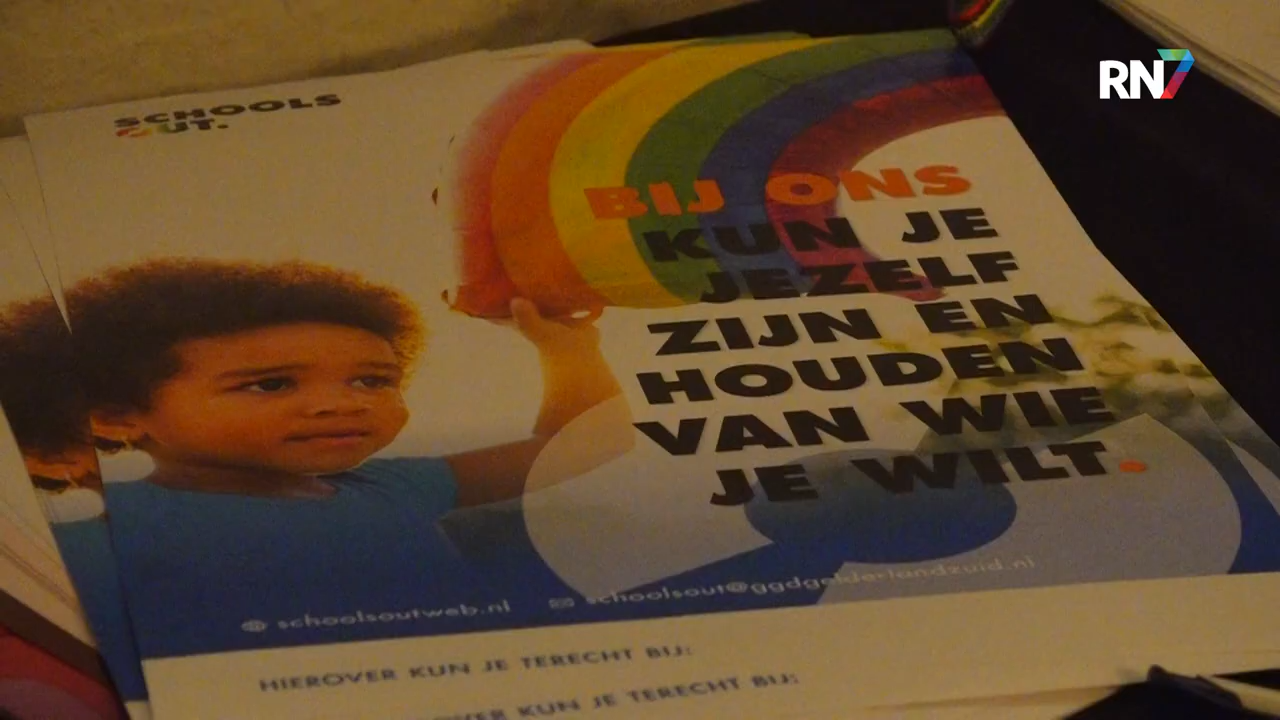 RN7
SCHOOLS
OUT.
BIJ ONS
KUN JE
JEZELF
ZIJN EN
HOUDEN
VAN WIE
JE WILT.
schoolsoutweb.nl
schoolsout@ggdgelderlandzuid.nl
HIEROVER KUN JE TERECHT BIJ:
KUN JE TERECHT BIJ: